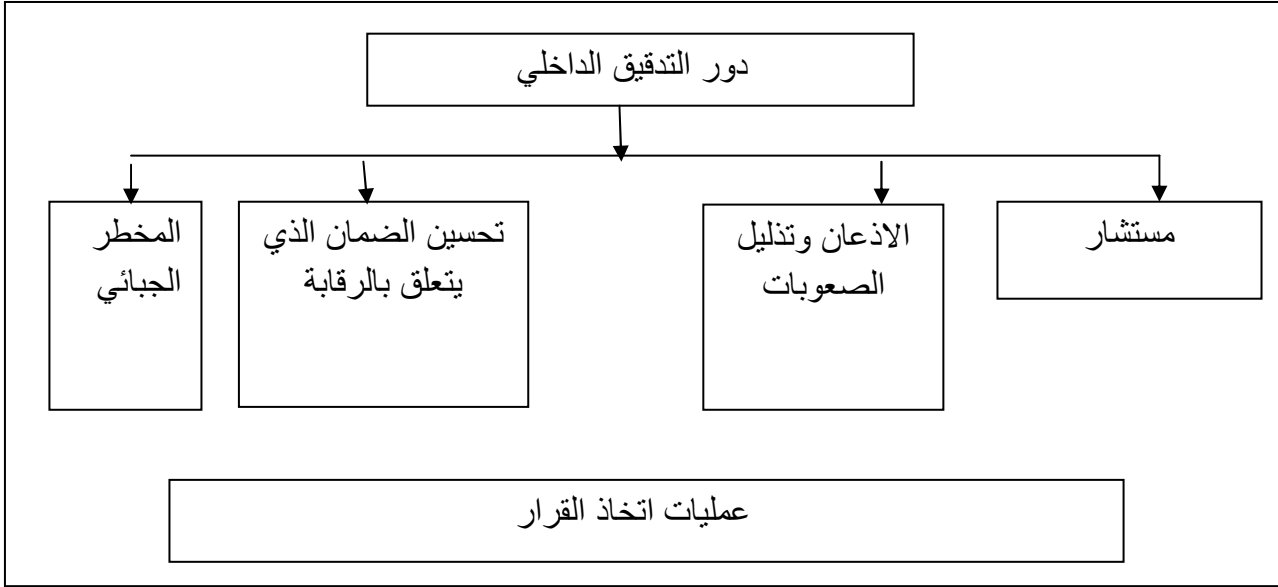 دور التدقيق الداخلي
مستشار
الاذعان وتذليل
الصعوبات
تحسين الضمان الذي
يتعلق بالرقابة
المخطر
الجبائي
عمليات اتخاذ القرار